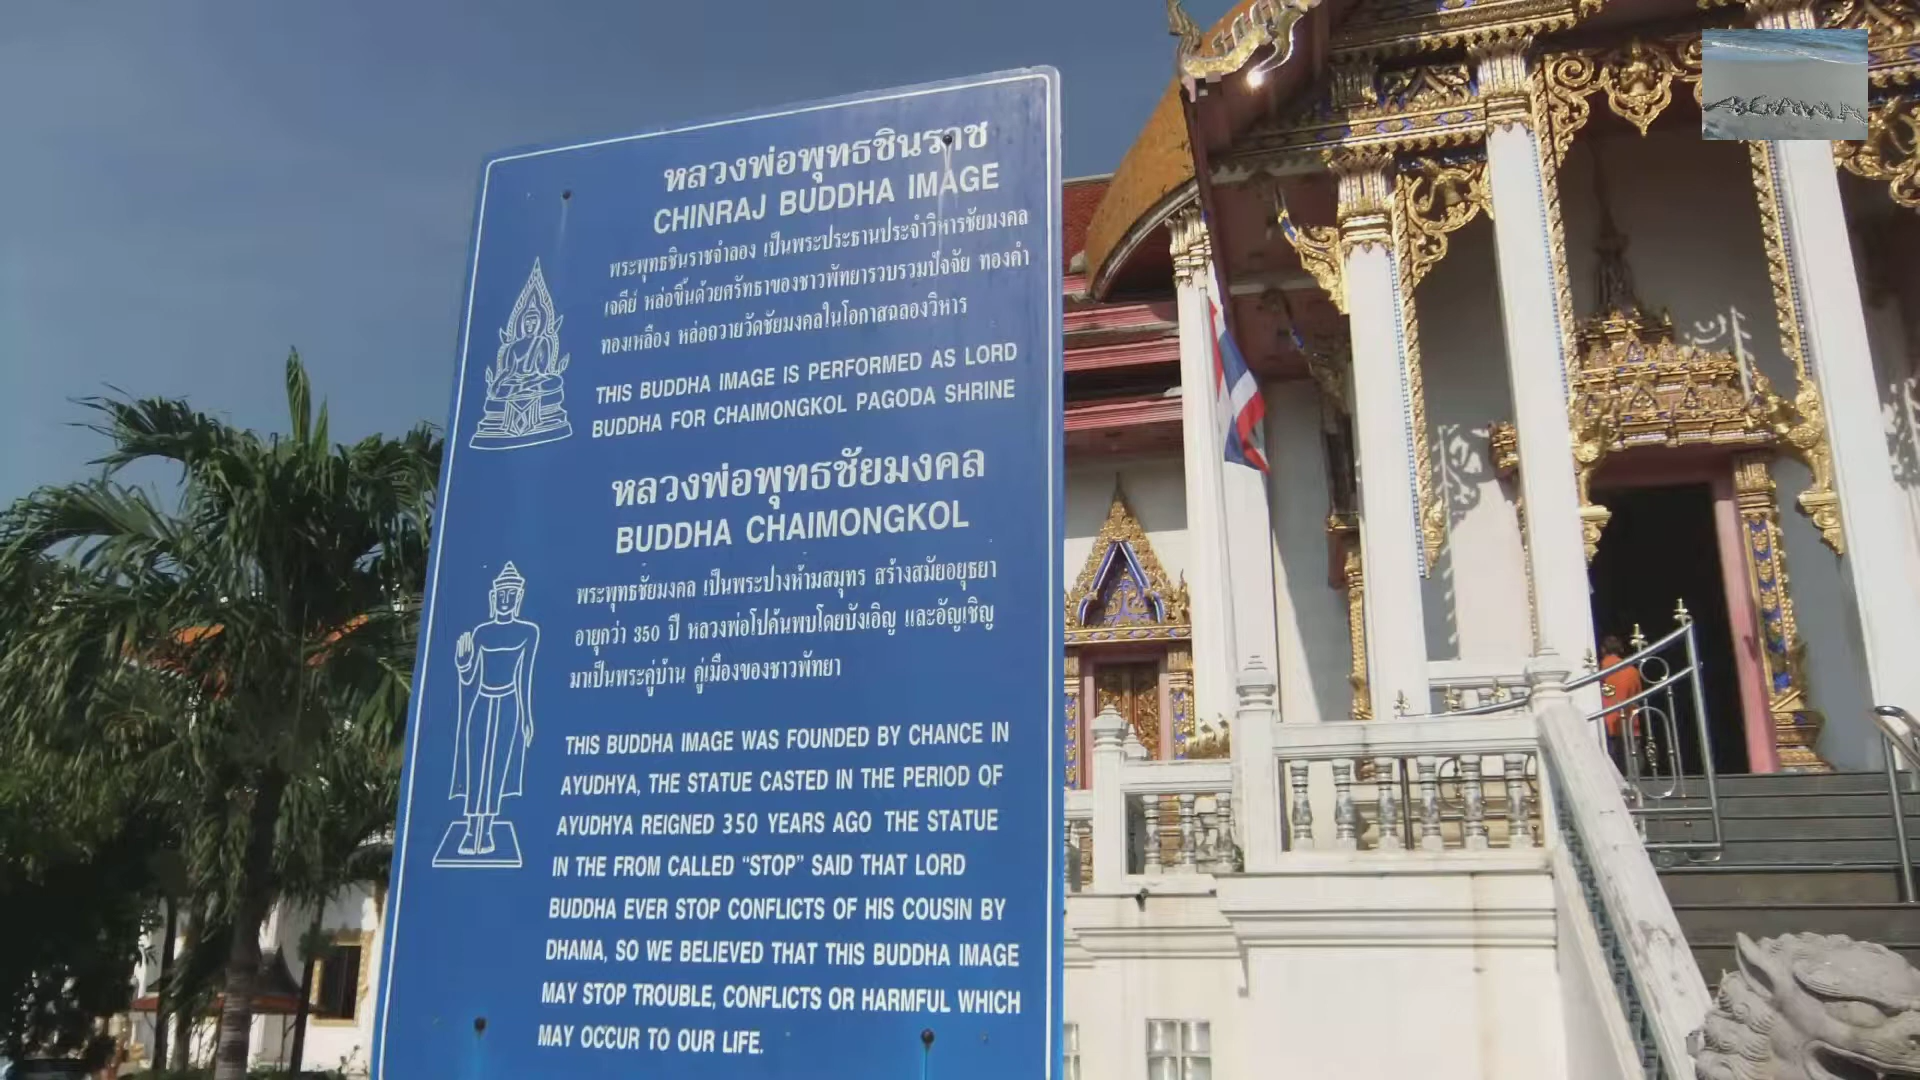 หลวงพ่อพุทธชินราช
CHINRAJ BUDDHA IMAGE
พระพุทธชินราชจำลอง เป็นพระประธานประจำวิหารชัยมงคล
เจดีย์ หล่อขึ้นด้วยศรัทธาของชาวพัทยารวบรวมปัจจัย ทองคำ
ทองเหลือง หล่อถวายวัดชัยมงคลในโอกาสฉลองวิหาร
THIS BUDDHA IMAGE IS PERFORMED AS LORD
BUDDHA FOR CHAIMONGKOL PAGODA SHRINE
หลวงพ่อพุทธชัยมงคล
BUDDHA CHAIMONGKOL
พระพุทธชัยมงคล เป็นพระปางห้ามสมุทร สร้างสมัยอยุธยา
อายุกว่า 350 ปี หลวงพ่อโปค้นพบโดยบังเอิญ และอัญเชิญ
มาเป็นพระคู่บ้าน คู่เมืองของชาวพัทยา
THIS BUDDHA IMAGE WAS FOUNDED BY CHANCE IN
AYUDHYA, THE STATUE CASTED IN THE PERIOD OF
AYUDHYA REIGNED 350 YEARS AGO THE STATUE
IN THE FROM CALLED “STOP” SAID THAT LORD
BUDDHA EVER STOP CONFLICTS OF HIS COUSIN BY
DHAMA, SO WE BELIEVED THAT THIS BUDDHA IMAGE
MAY STOP TROUBLE, CONFLICTS OR HARMFUL WHICH
MAY OCCUR TO OUR LIFE.